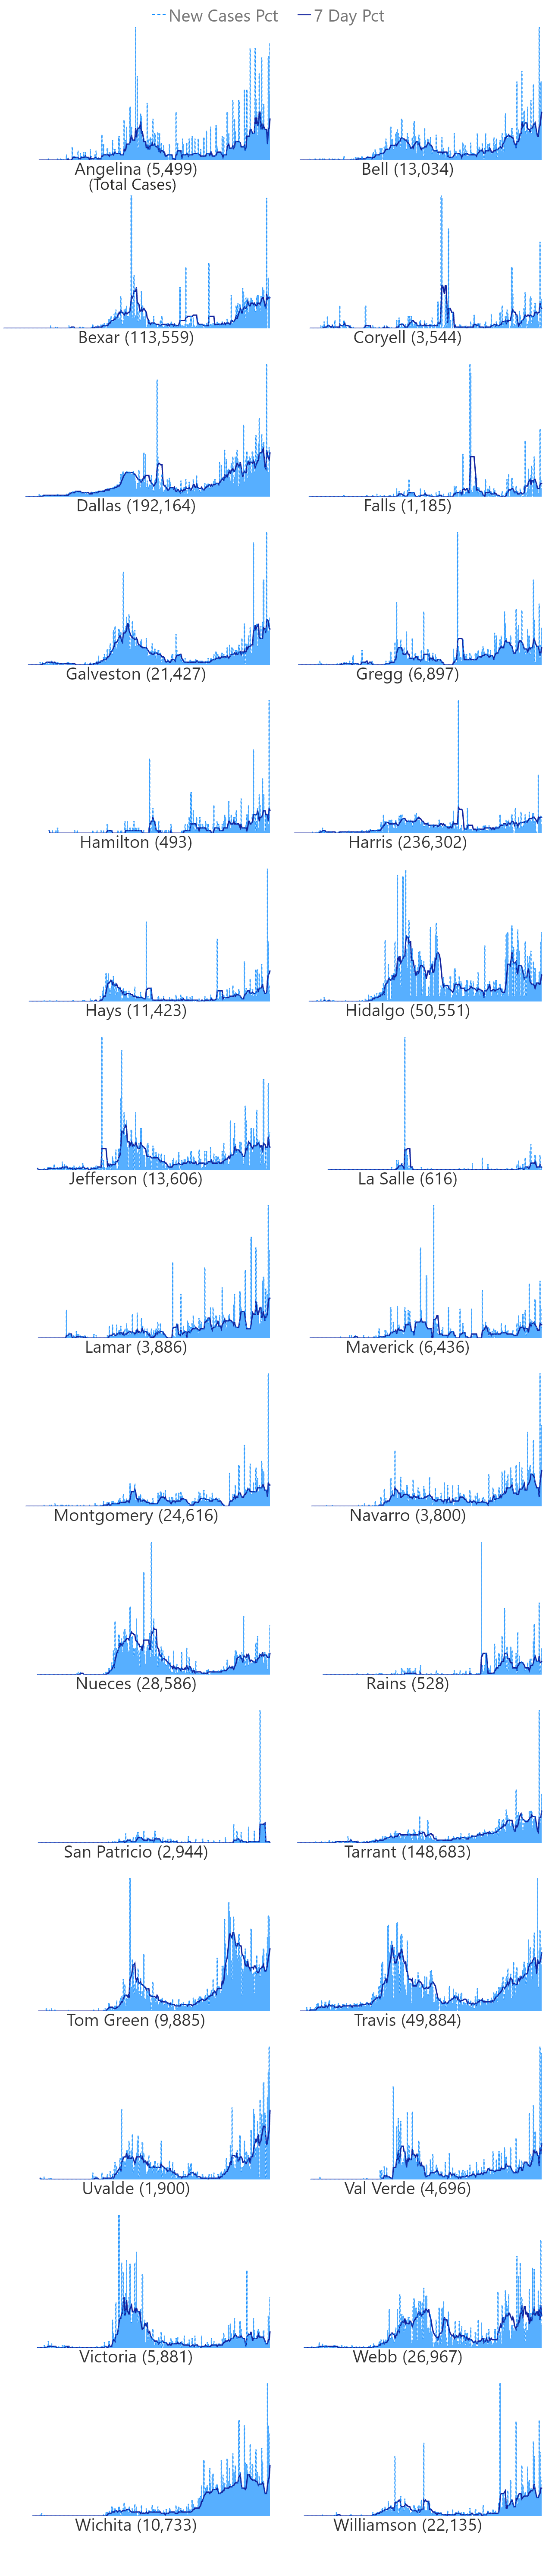 New Cases Pct 7 Day Pct
Angelina (5,499) Bell (13,034)
(Total Cases)
Bexar (113,559) Coryell (3,544)
Dallas (192,164) Falls (1,185)
Galveston (21,427) Gregg (6,897)
Hamilton (493) Harris (236,302)
Hays (11,423) Hidalgo (50,551)
Jefferson (13,606) La Salle (616)
Lamar (3,886) Maverick (6,436)
Montgomery (24,616) Navarro (3,800)
Nueces (28,586) Rains (528)
San Patricio (2,944) Tarrant (148,683)
Tom Green (9,885) Travis (49,884)
Uvalde (1,900) Val Verde (4,696)
Victoria (5,881) Webb (26,967)
Wichita (10,733) Williamson (22,135)